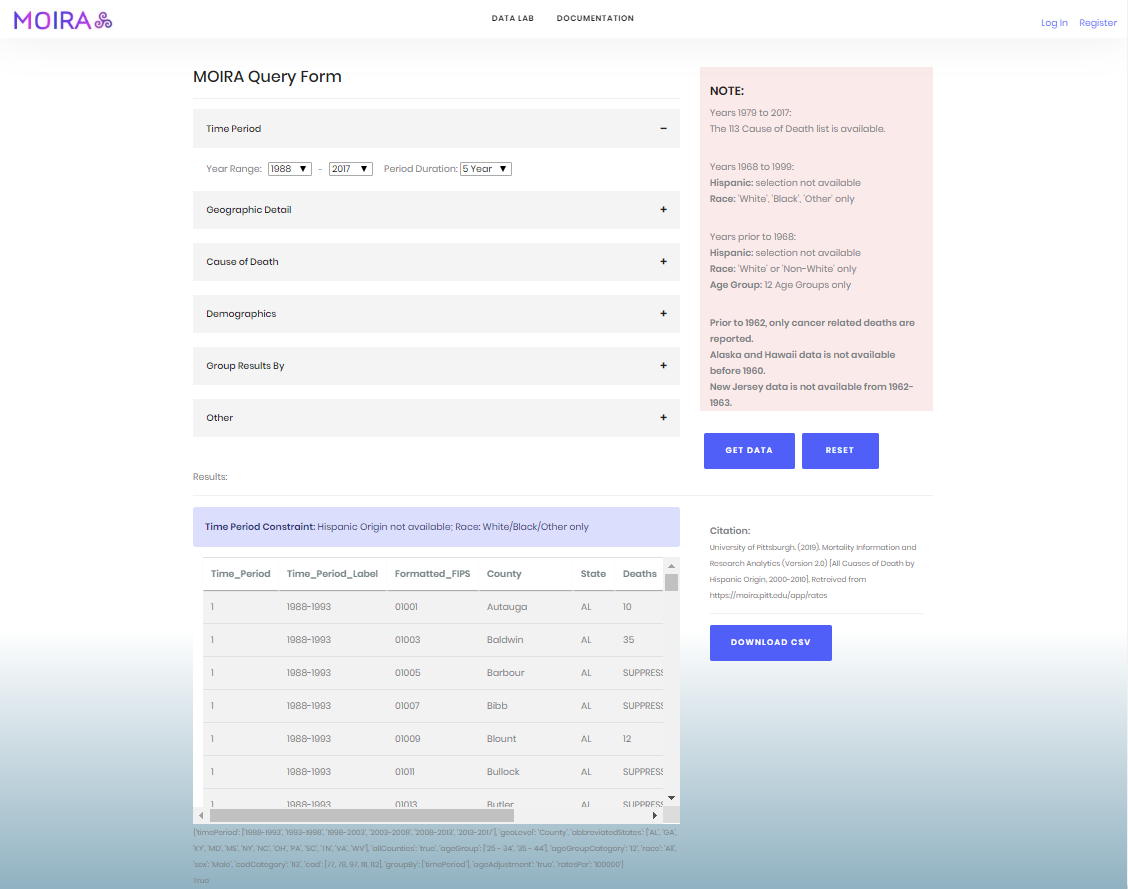 MOIRA
DATA LAB DOCUMENTATION
Log In Register
MOIRA Query Form
Time Period −
Year Range: 1988 ▼ - 2017 ▼ Period Duration: 5 Year ▼
Geographic Detail +
Cause of Death +
Demographics +
Group Results By +
Other +
NOTE:
Years 1979 to 2017:
The 113 Cause of Death list is available.
Years 1968 to 1999:
Hispanic: selection not available
Race: 'White', 'Black', 'Other' only
Years prior to 1968:
Hispanic: selection not available
Race: 'White' or 'Non-White' only
Age Group: 12 Age Groups only
Prior to 1962, only cancer related deaths are
reported.
Alaska and Hawaii data is not available
before 1960.
New Jersey data is not available from 1962-
1963.
GET DATA RESET
Results:
Time Period Constraint: Hispanic Origin not available; Race: White/Black/Other only
Time_Period Time_Period_Label Formatted_FIPS County State Deaths
1 1988-1993 01001 Autauga AL 10
1 1988-1993 01003 Baldwin AL 35
1 1988-1993 01005 Barbour AL SUPPRESS
1 1988-1993 01007 Bibb AL SUPPRESS
1 1988-1993 01009 Blount AL 12
1 1988-1993 01011 Bullock AL SUPPRESS
1 1988-1993 01013 Butler AL SUPPRESS
Citation:
University of Pittsburgh. (2019). Mortality Information and
Research Analytics (Version 2.0) [All Cuases of Death by
Hispanic Origin, 2000-2010]. Retreived from
https://moira.pitt.edu/app/rates
DOWNLOAD CSV
{'timePeriod': ['1988-1993', '1993-1998', '1998-2003', '2003-2008', '2008-2013', '2013-2017'], 'geoLevel': 'County', 'abbreviatedStates': ['AL', 'GA',
'KY', 'MD', 'MS', 'NY', 'NC', 'OH', 'PA', 'SC', 'TN', 'VA', 'WV'], 'allCounties': 'true', 'ageGroup': ['25 - 34', '35 - 44'], 'ageGroupCategory': '12', 'race': 'All',
'sex': 'Male', 'codCategory': '113', 'cod': [77, 78, 97, 111, 112], 'groupBy': ['timePeriod'], 'ageAdjustment': 'true', 'ratesPer': '100000'}
True